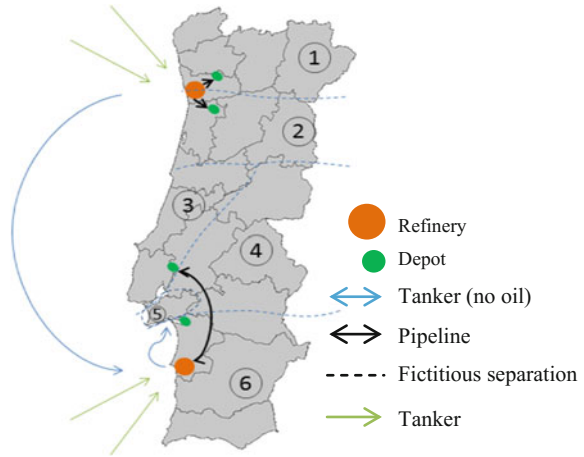 1
2
3
4
5
6
Refinery
Depot
Tanker (no oil)
Pipeline
Fictitious separation
Tanker